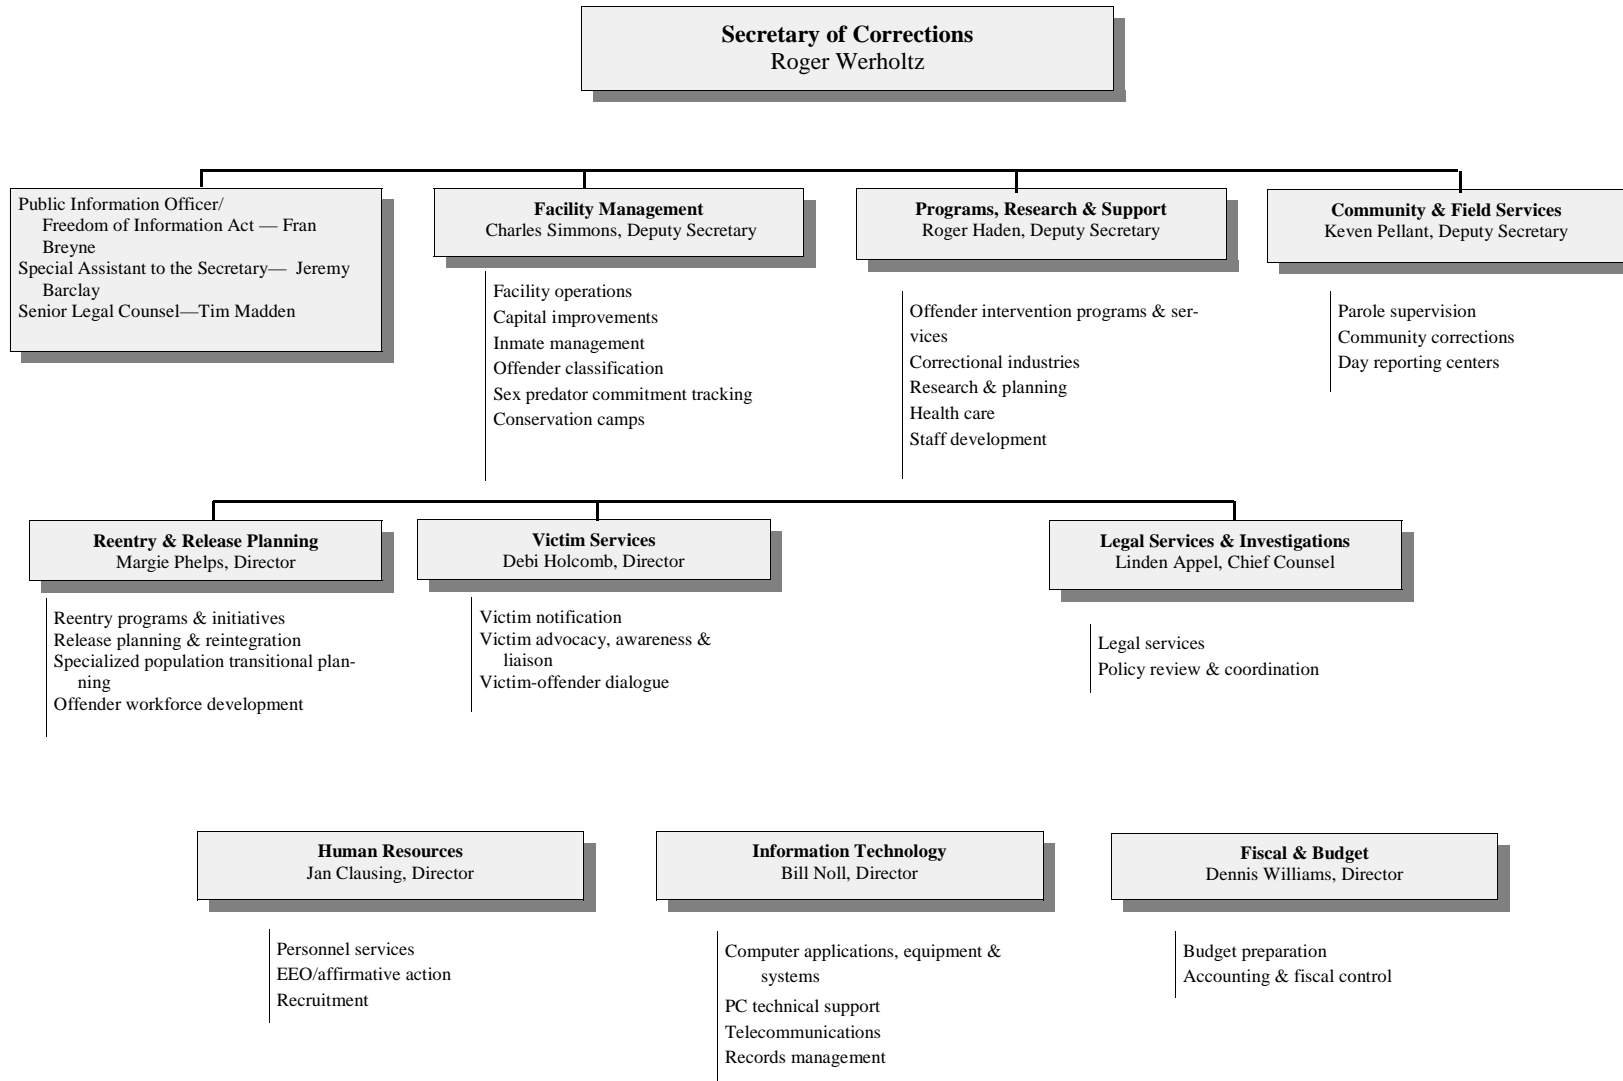 Secretary of Corrections
Roger Werholtz
Public Information Officer/
Freedom of Information Act — Fran
Breyne
Special Assistant to the Secretary— Jeremy
Barclay
Senior Legal Counsel—Tim Madden
Facility Management
Charles Simmons, Deputy Secretary
Facility operations
Capital improvements
Inmate management
Offender classification
Sex predator commitment tracking
Conservation camps
Programs, Research & Support
Roger Haden, Deputy Secretary
Offender intervention programs & ser-
vices
Correctional industries
Research & planning
Health care
Staff development
Community & Field Services
Keven Pellant, Deputy Secretary
Parole supervision
Community corrections
Day reporting centers
Reentry & Release Planning
Margie Phelps, Director
Reentry programs & initiatives
Release planning & reintegration
Specialized population transitional plan-
ning
Offender workforce development
Victim Services
Debi Holcomb, Director
Victim notification
Victim advocacy, awareness &
liaison
Victim-offender dialogue
Legal Services & Investigations
Linden Appel, Chief Counsel
Legal services
Policy review & coordination
Human Resources
Jan Clausing, Director
Personnel services
EEO/affirmative action
Recruitment
Information Technology
Bill Noll, Director
Computer applications, equipment &
systems
PC technical support
Telecommunications
Records management
Fiscal & Budget
Dennis Williams, Director
Budget preparation
Accounting & fiscal control